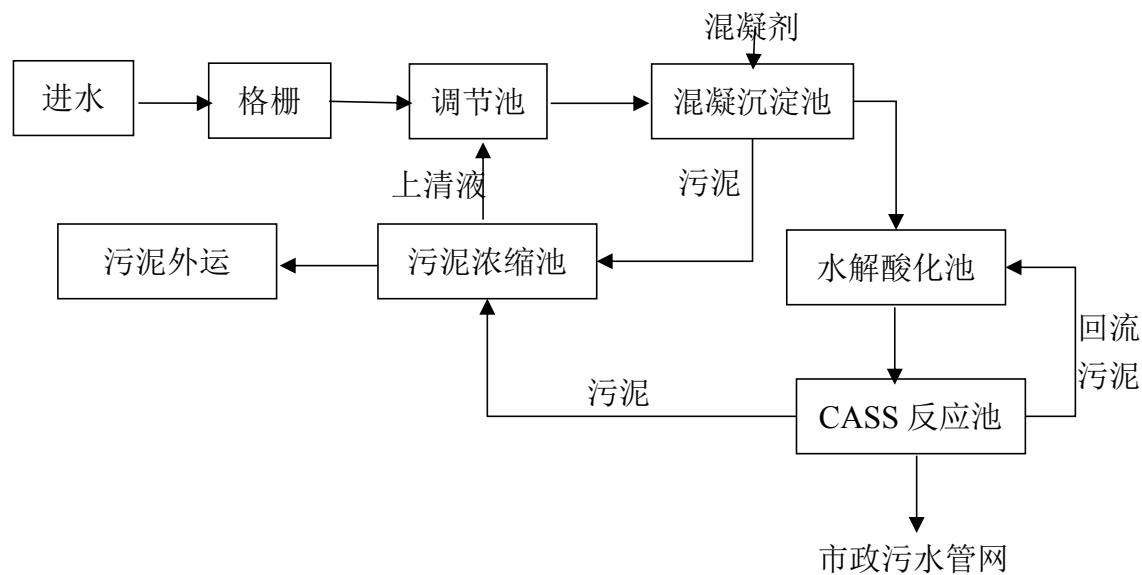 混凝剂
进水
格栅
调节池
混凝沉淀池
上清液
污泥
污泥外运
污泥浓缩池
水解酸化池
回流
污泥
污泥
CASS 反应池
市政污水管网